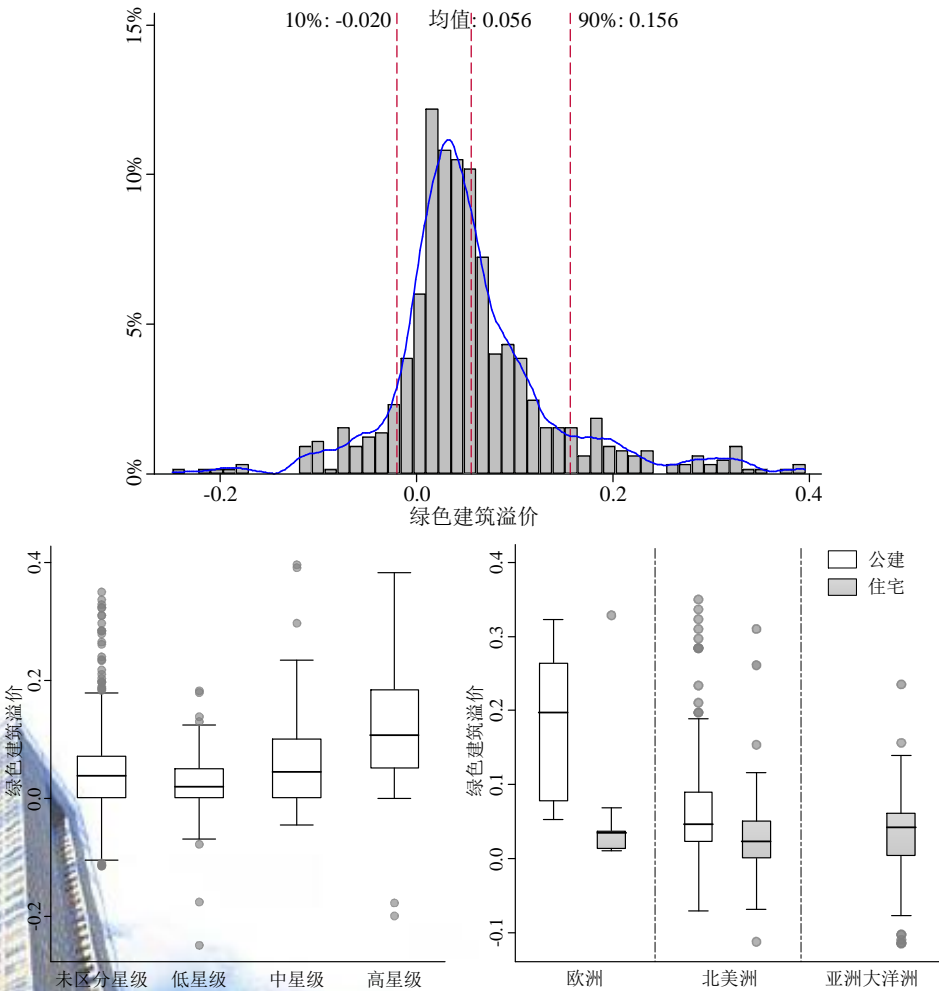 10%: -0.020 均值: 0.056 90%: 0.156
15%
10%
5%
0%
-0.2 0.0 0.2 0.4
绿色建筑溢价
0.4
0.2
0.0
-0.2
绿色建筑溢价
未区分星级 低星级 中星级 高星级
公建
住宅
0.4
0.3
0.2
0.1
0.0
-0.1
绿色建筑溢价
欧洲 北美洲 亚洲大洋洲